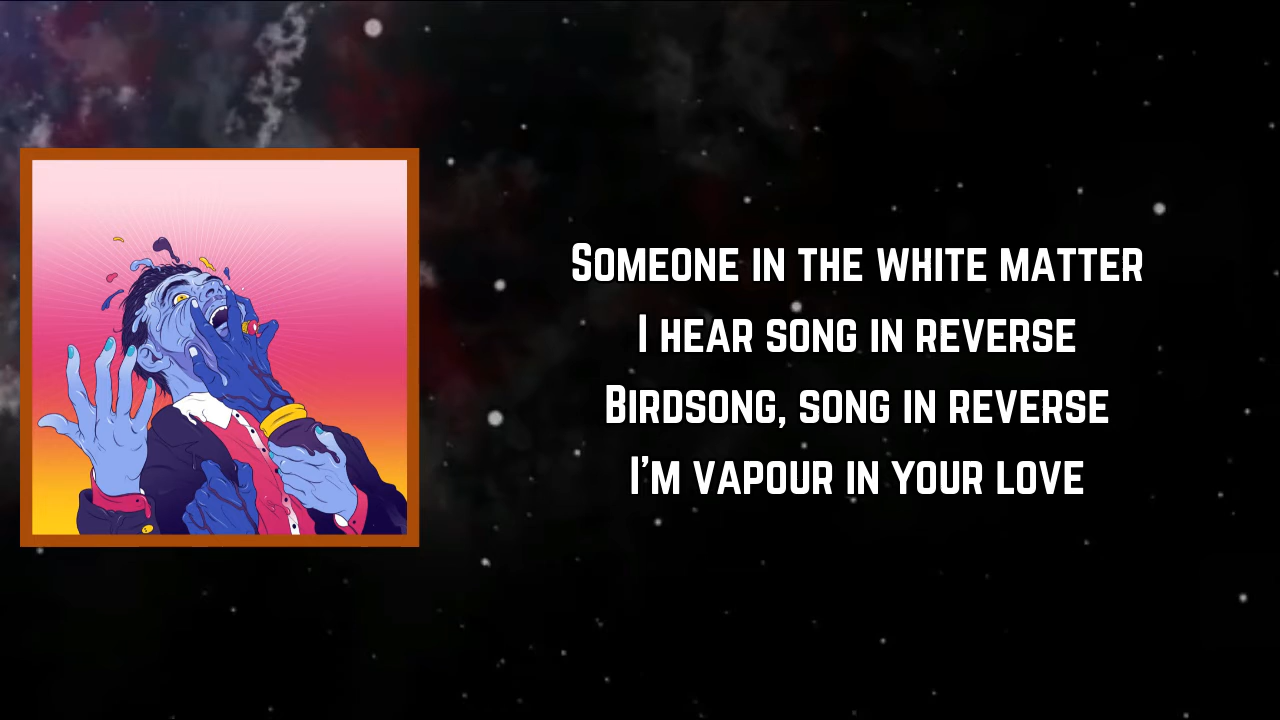 Someone in the white matter
I hear song in reverse
Birdsong, song in reverse
I'm vapour in your love